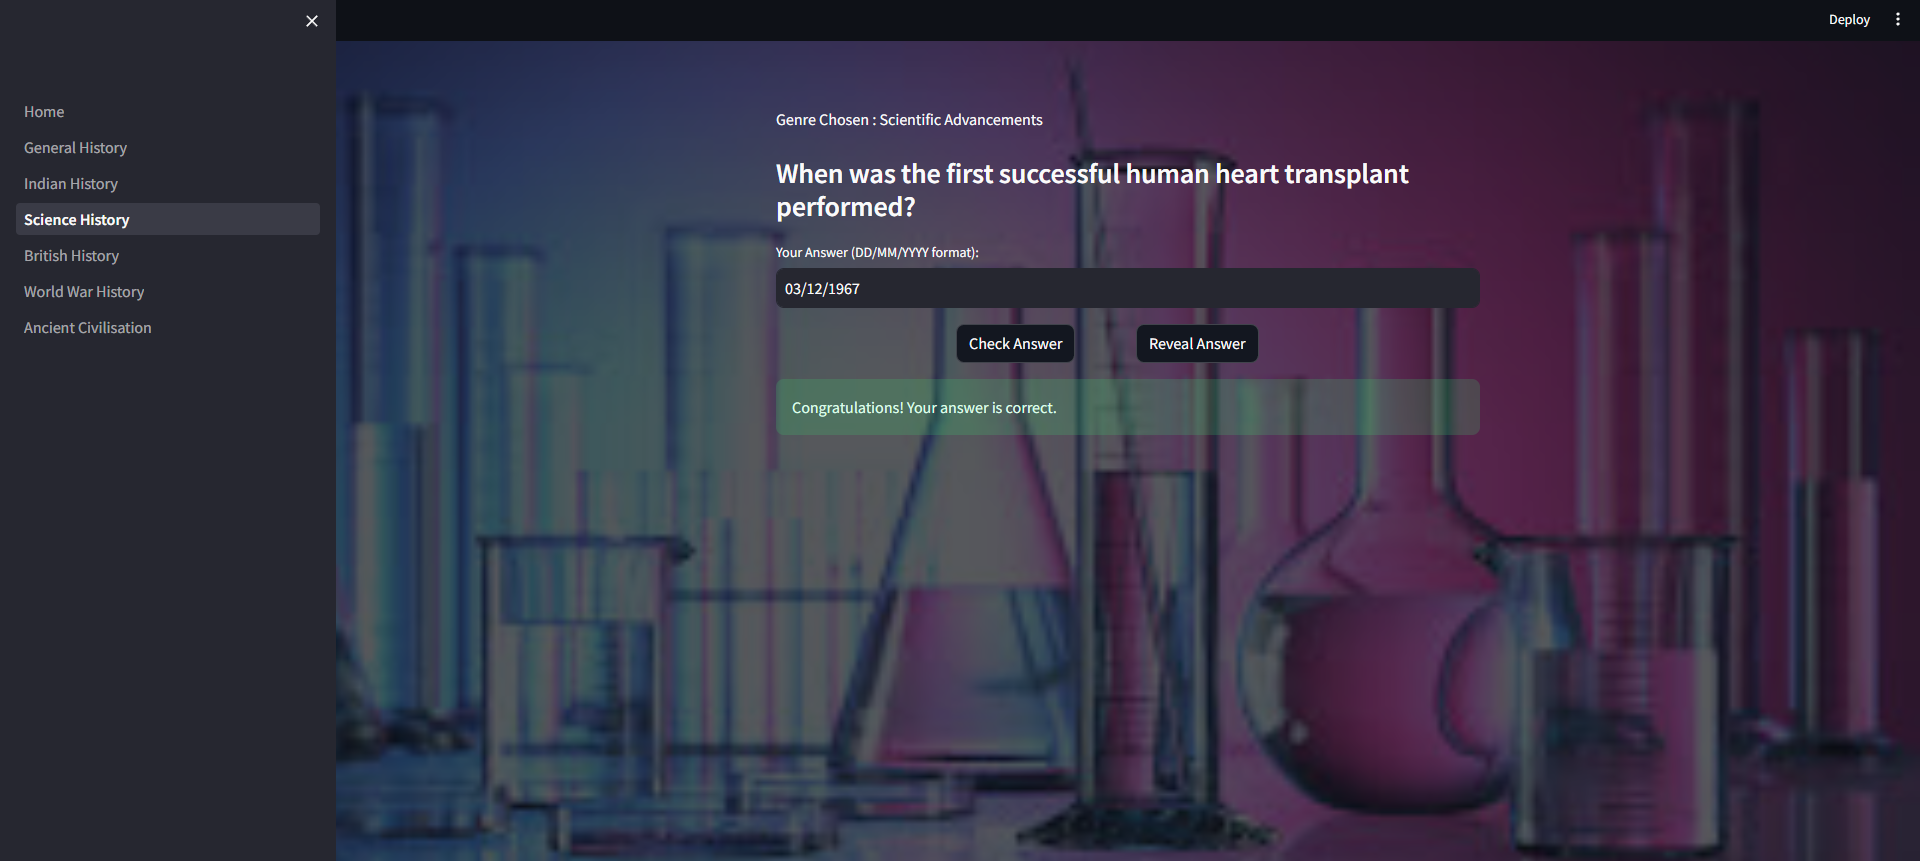 Deploy
Home
General History
Indian History
Science History
British History
World War History
Ancient Civilisation
Genre Chosen : Scientific Advancements
When was the first successful human heart transplant
performed?
Your Answer (DD/MM/YYYY format):
03/12/1967
Check Answer
Reveal Answer
Congratulations! Your answer is correct.